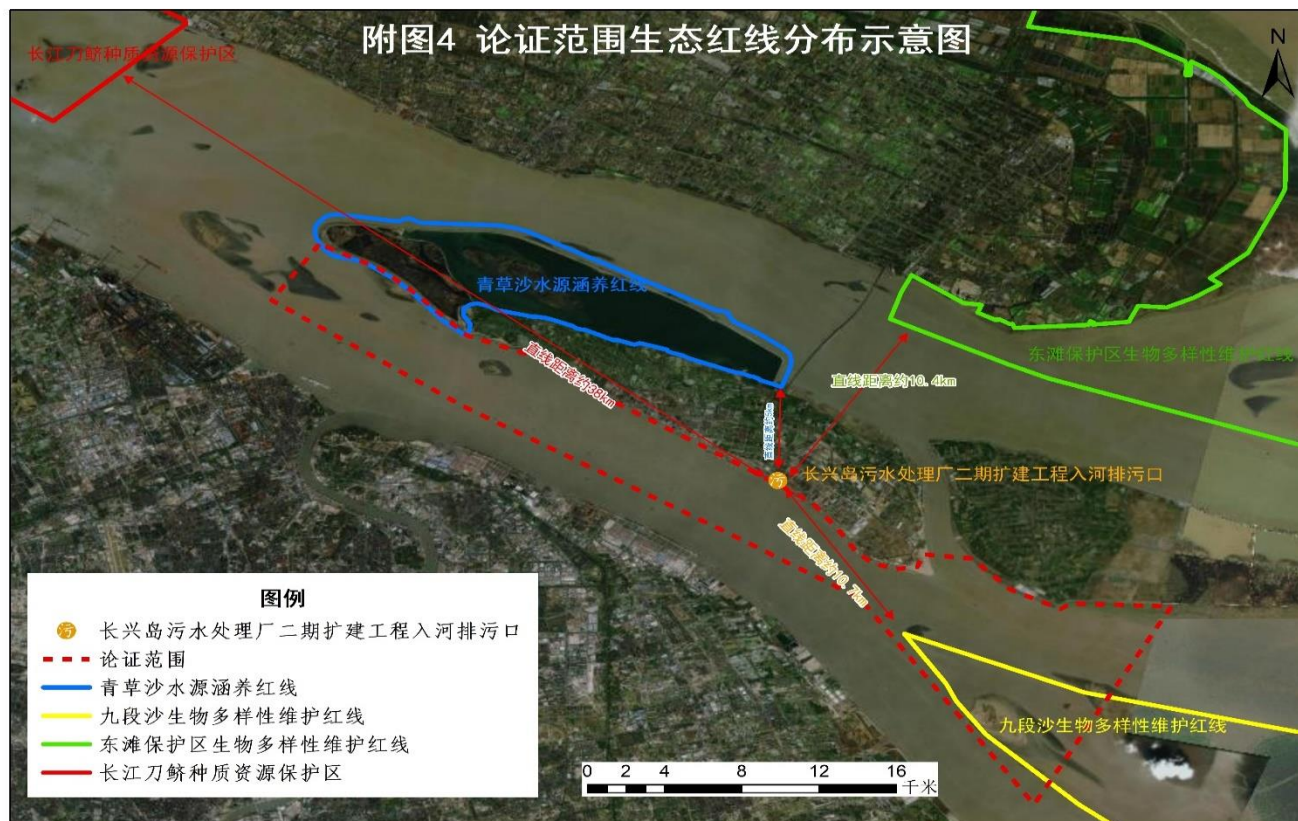 附图4 论证范围生态红线分布示意图
N
长江刀鲚种质资源保护区
青草沙水源涵养红线
东滩保护区生物多样性维护红线
直线距离约38km
直线距离约10.4km
长兴岛污水处理厂二期扩建工程入河排污口
污
直线距离约10.7km
九段沙生物多样性维护红线
图例
污 长兴岛污水处理厂二期扩建工程入河排污口
论证范围
青草沙水源涵养红线
九段沙生物多样性维护红线
东滩保护区生物多样性维护红线
长江刀鲚种质资源保护区
0 2 4 8 12 16
千米